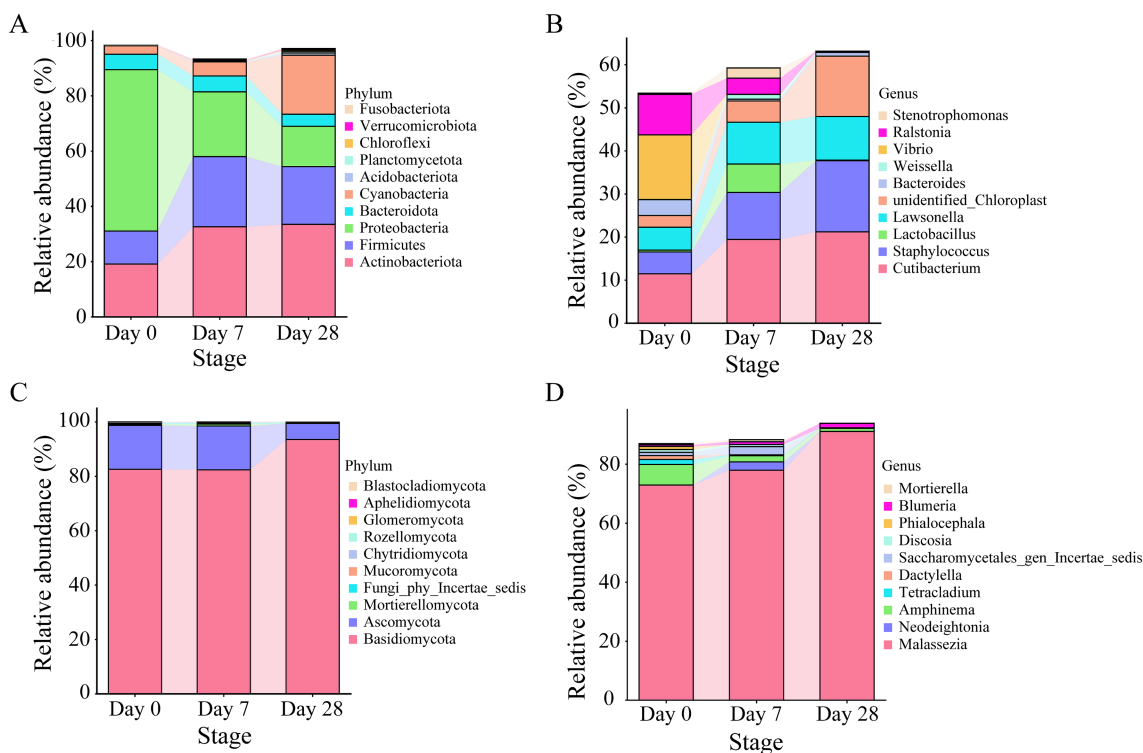 A
Relative abundance (%)
100
80
60
40
20
0
Day 0
Day 7
Day 28
Stage
Phylum
Fusobacteriota
Verrucomicrobiota
Chloroflexi
Planctomycetota
Acidobacteriota
Cyanobacteria
Bacteroidota
Proteobacteria
Firmicutes
Actinobacteriota
B
Relative abundance (%)
60
50
40
30
20
10
0
Day 0
Day 7
Day 28
Stage
Genus
Stenotrophomonas
Ralstonia
Vibrio
Weissella
Bacteroides
unidentified_Chloroplast
Lawsonella
Lactobacillus
Staphylococcus
Cutibacterium
C
Relative abundance (%)
100
80
60
40
20
0
Day 0
Day 7
Day 28
Stage
Phylum
Blastocladiomycota
Aphelidiomycota
Glomeromycota
Rozellomycota
Chytridiomycota
Mucoromycota
Fungi_phy_Incertae_sedis
Mortierellomycota
Ascomycota
Basidiomycota
D
Relative abundance (%)
80
60
40
20
0
Day 0
Day 7
Day 28
Stage
Genus
Mortierella
Blumeria
Phialocephala
Discosia
Saccharomycetales_gen_Incertae_sedis
Dactylella
Tetracladium
Amphinema
Neodeightonia
Malassezia